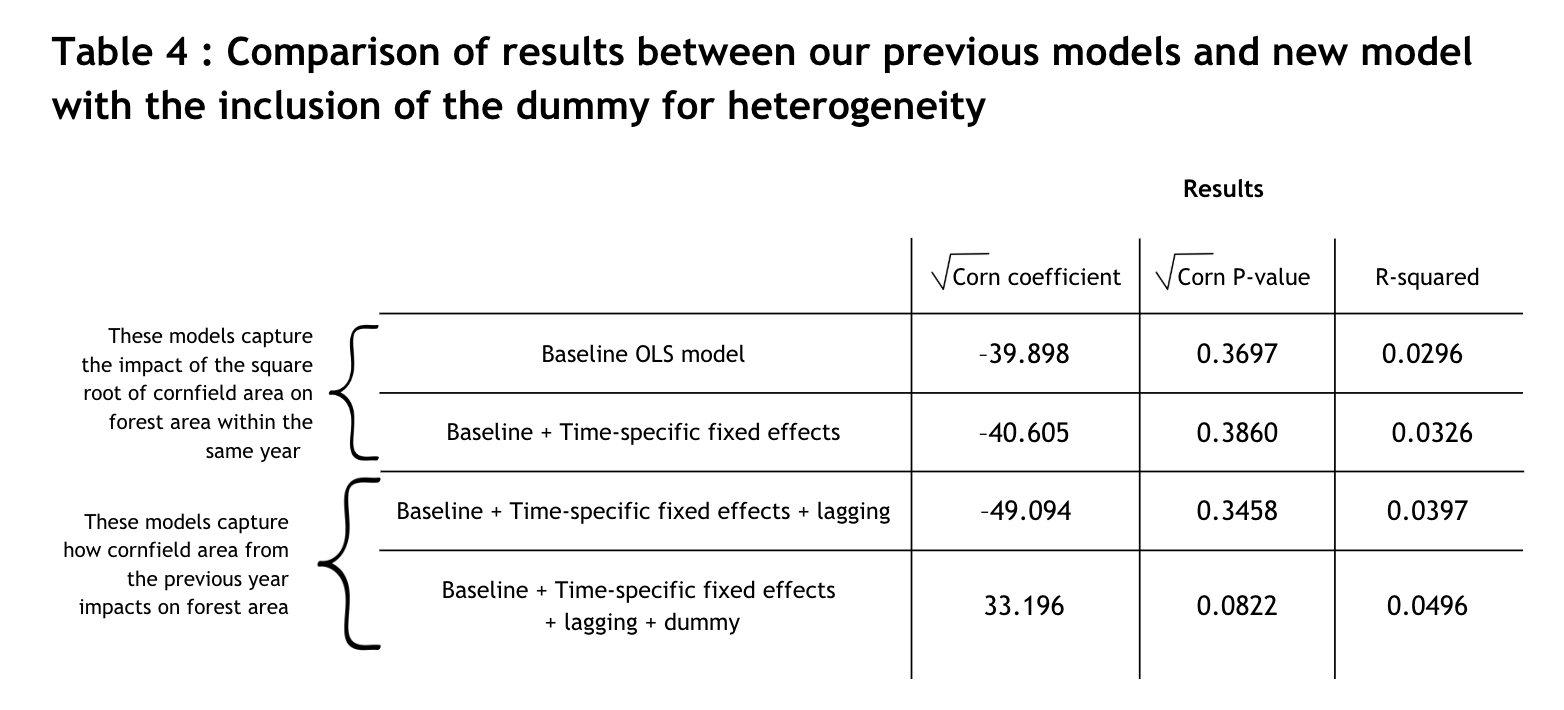 Table 4 : Comparison of results between our previous models and new model
with the inclusion of the dummy for heterogeneity
Results
√Corn coefficient
√Corn P-value
R-squared
These models capture
the impact of the square
root of cornfield area on
forest area within the
same year
Baseline OLS model
-39.898
0.3697
0.0296
Baseline + Time-specific fixed effects
-40.605
0.3860
0.0326
These models capture
how cornfield area from
the previous year
impacts on forest area
Baseline + Time-specific fixed effects + lagging
-49.094
0.3458
0.0397
Baseline + Time-specific fixed effects
+ lagging + dummy
33.196
0.0822
0.0496